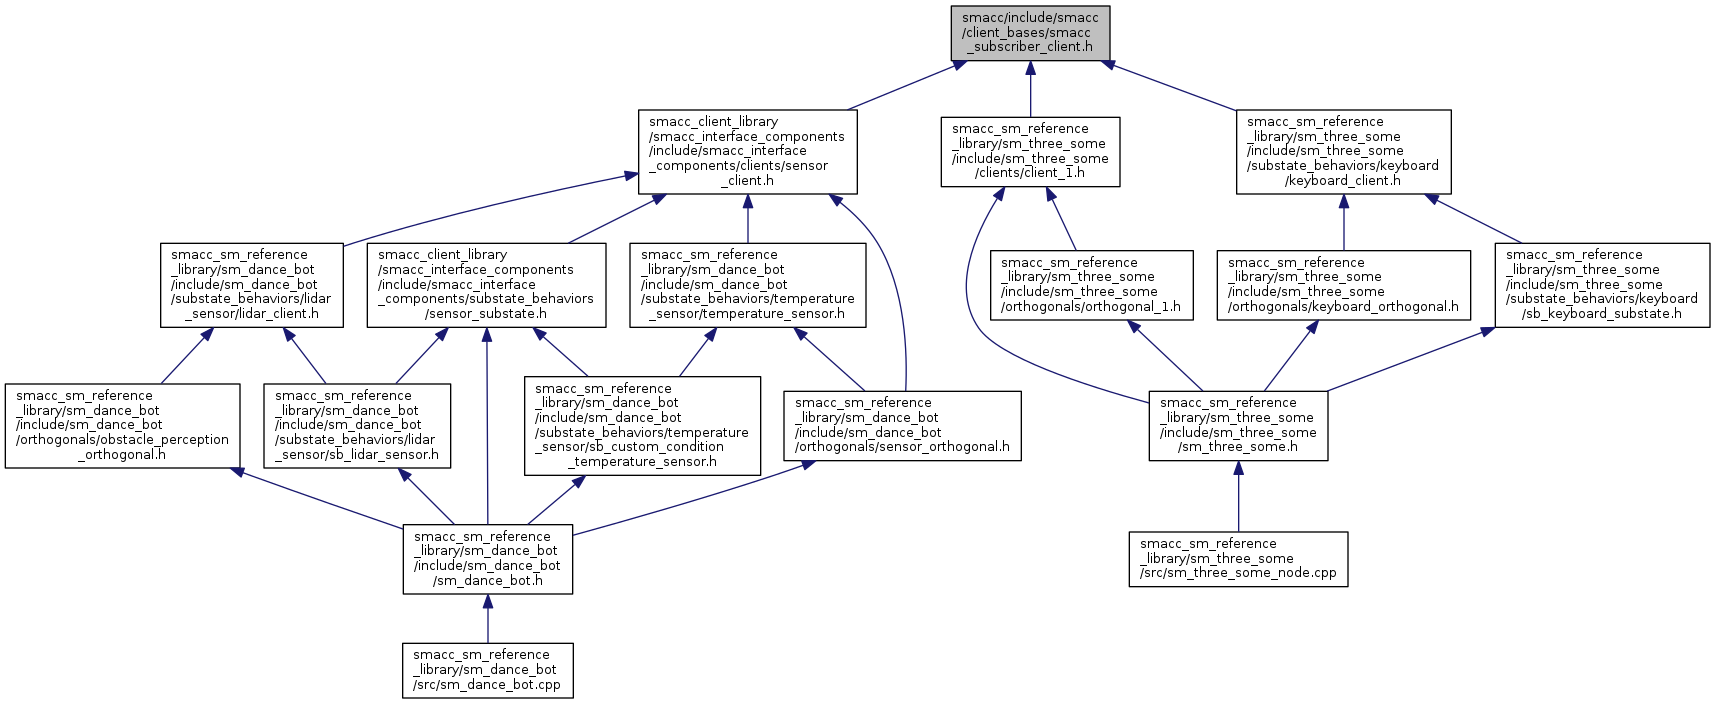 smacc/include/smacc
/client_bases/smacc
_subscriber_client.h
smacc_client_library
/smacc_interface_components
/include/smacc_interface
_components/clients/sensor
_client.h
smacc_sm_reference
_library/sm_three_some
/include/sm_three_some
/clients/client_1.h
smacc_sm_reference
_library/sm_three_some
/include/sm_three_some
/substate_behaviors/keyboard
/keyboard_client.h
smacc_sm_reference
_library/sm_dance_bot
/include/sm_dance_bot
/substate_behaviors/lidar
_sensor/lidar_client.h
smacc_client_library
/smacc_interface_components
/include/smacc_interface
_components/substate_behaviors
/sensor_substate.h
smacc_sm_reference
_library/sm_dance_bot
/include/sm_dance_bot
/substate_behaviors/temperature
_sensor/temperature_sensor.h
smacc_sm_reference
_library/sm_three_some
/include/sm_three_some
/orthogonals/orthogonal_1.h
smacc_sm_reference
_library/sm_three_some
/include/sm_three_some
/orthogonals/keyboard_orthogonal.h
smacc_sm_reference
_library/sm_three_some
/include/sm_three_some
/substate_behaviors/keyboard
/sb_keyboard_substate.h
smacc_sm_reference
_library/sm_dance_bot
/include/sm_dance_bot
/orthogonals/obstacle_perception
_orthogonal.h
smacc_sm_reference
_library/sm_dance_bot
/include/sm_dance_bot
/substate_behaviors/lidar
_sensor/sb_lidar_sensor.h
smacc_sm_reference
_library/sm_dance_bot
/include/sm_dance_bot
/substate_behaviors/temperature
_sensor/sb_custom_condition
_temperature_sensor.h
smacc_sm_reference
_library/sm_dance_bot
/include/sm_dance_bot
/orthogonals/sensor_orthogonal.h
smacc_sm_reference
_library/sm_three_some
/include/sm_three_some
/sm_three_some.h
smacc_sm_reference
_library/sm_dance_bot
/include/sm_dance_bot
/sm_dance_bot.h
smacc_sm_reference
_library/sm_three_some
/src/sm_three_some_node.cpp
smacc_sm_reference
_library/sm_dance_bot
/src/sm_dance_bot.cpp